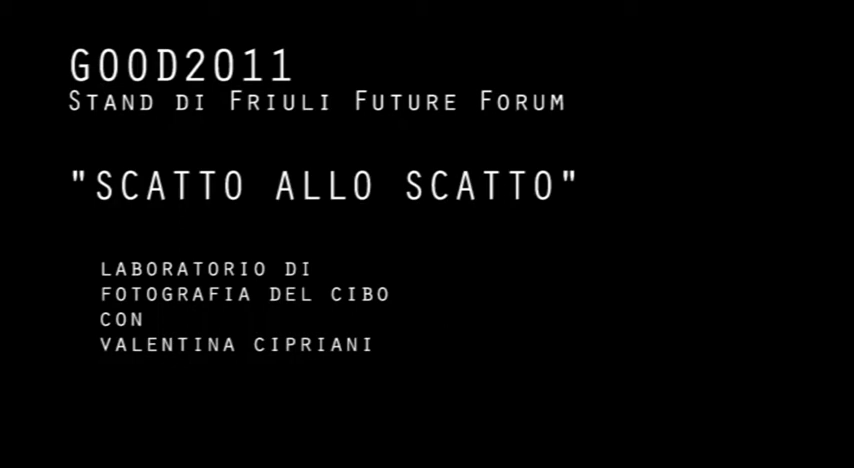 GOOD2011
Stand di Friuli Future Forum
"SCATTO ALLO SCATTO"
LABORATORIO DI
FOTOGRAFIA DEL CIBO
CON
VALENTINA CIPRIANI